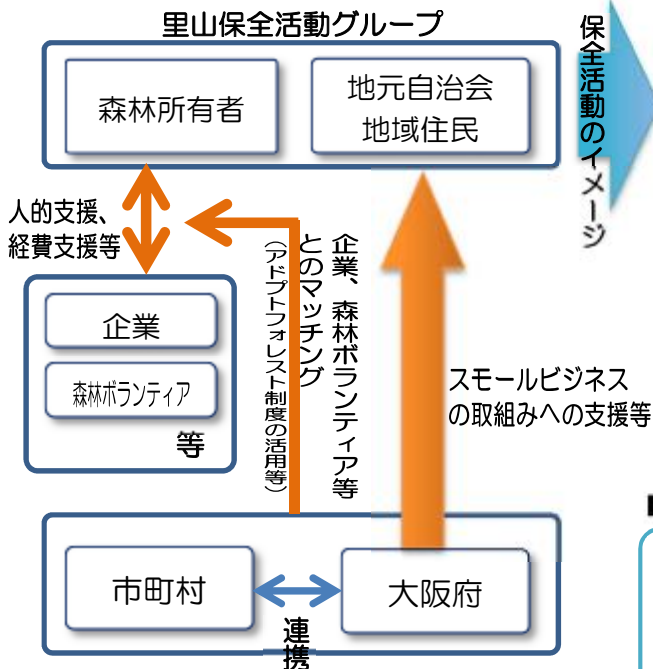 里山保全活動グループ
森林所有者
地元自治会
地域住民
保全活動のイメージ
人的支援、
経費支援等
企業
森林ボランティア
等
企業、森林ボランティア等
とのマッチング
（アドプトフォレスト制度の活用等）
スモールビジネス
の取組みへの支援等
市町村
大阪府
連携